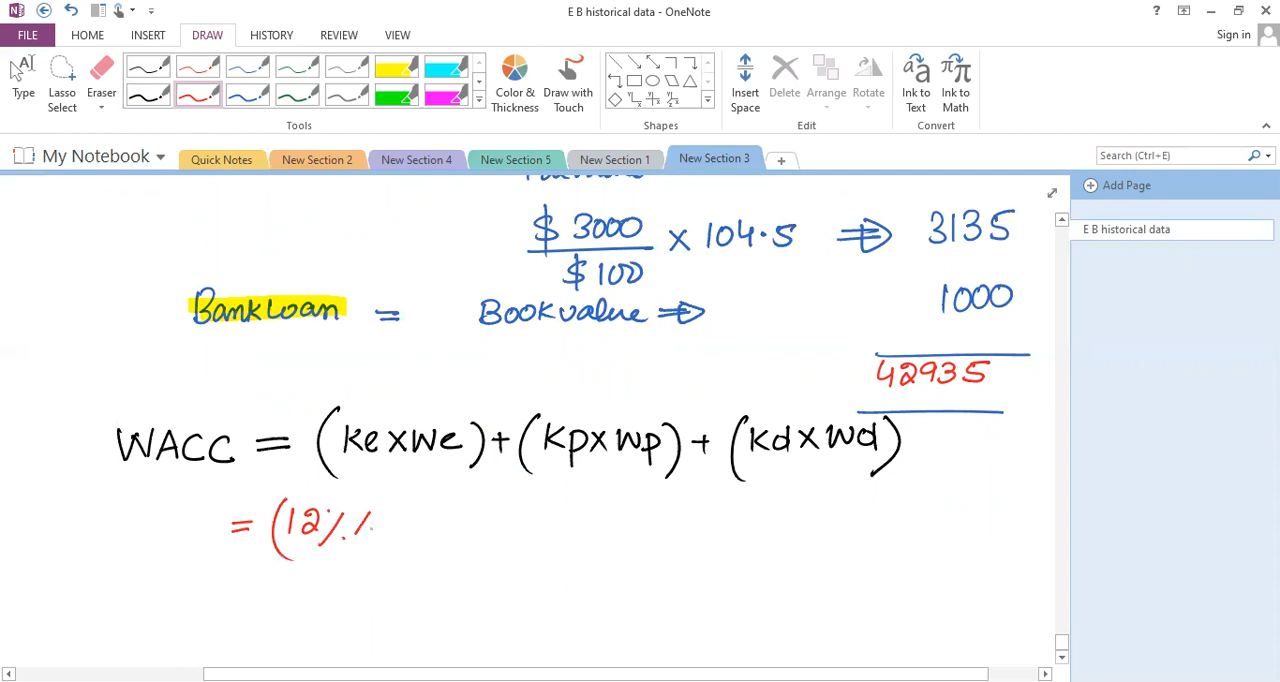 E B historical data - OneNote
FILE HOME INSERT DRAW HISTORY REVIEW VIEW Sign in
Type Lasso Select Eraser Color & Thickness Draw with Touch Insert Space Delete Arrange Rotate Ink to Text Ink to Math
Tools Shapes Edit Convert
My Notebook Quick Notes New Section 2 New Section 4 New Section 5 New Section 1 New Section 3 Search (Ctrl+E)
Add Page
E B historical data
$ 3000 / $ 100 × 104.5 ⇒ 3135
Bank Loan = Book value ⇒ 1000
42935
WACC = (Ke×We)+(Kp×Wp)+(Kd×Wd)
= (12%